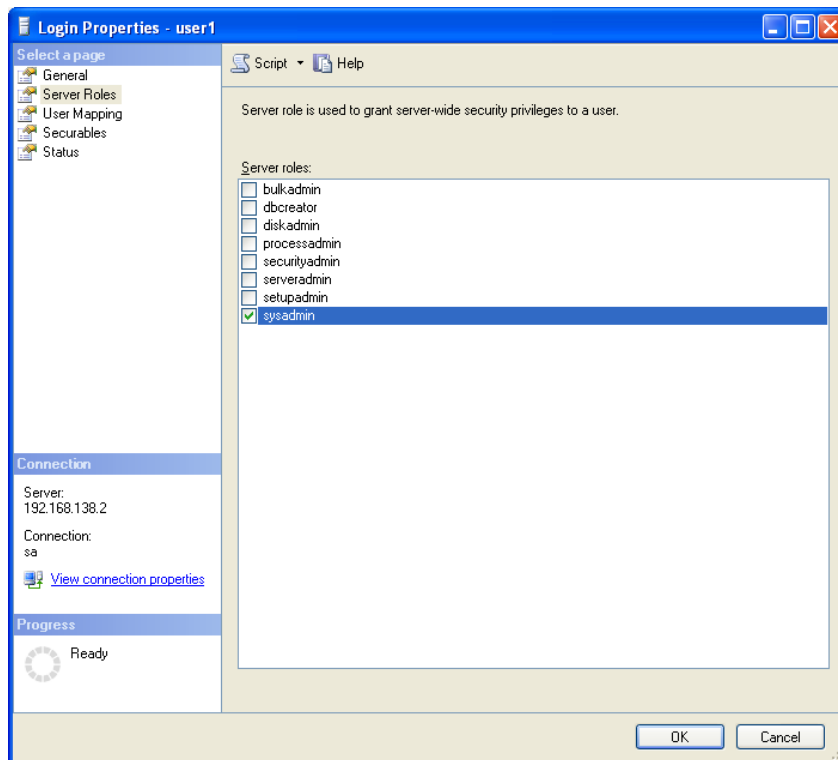 Login Properties - user1
Select a page
General
Server Roles
User Mapping
Securables
Status
Script
Help
Server role is used to grant server-wide security privileges to a user.
Server roles:
bulkadmin
dbcreator
diskadmin
processadmin
securityadmin
serveradmin
setupadmin
sysadmin
Connection
Server:
192.168.138.2
Connection:
sa
View connection properties
Progress
Ready
OK
Cancel